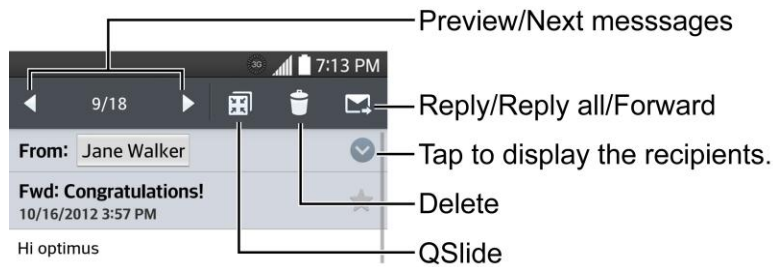 Preview/Next messsages
3G 7:13 PM
9/18
Reply/Reply all/Forward
From: Jane Walker
Tap to display the recipients.
Fwd: Congratulations!
10/16/2012 3:57 PM
Delete
Hi optimus
QSlide